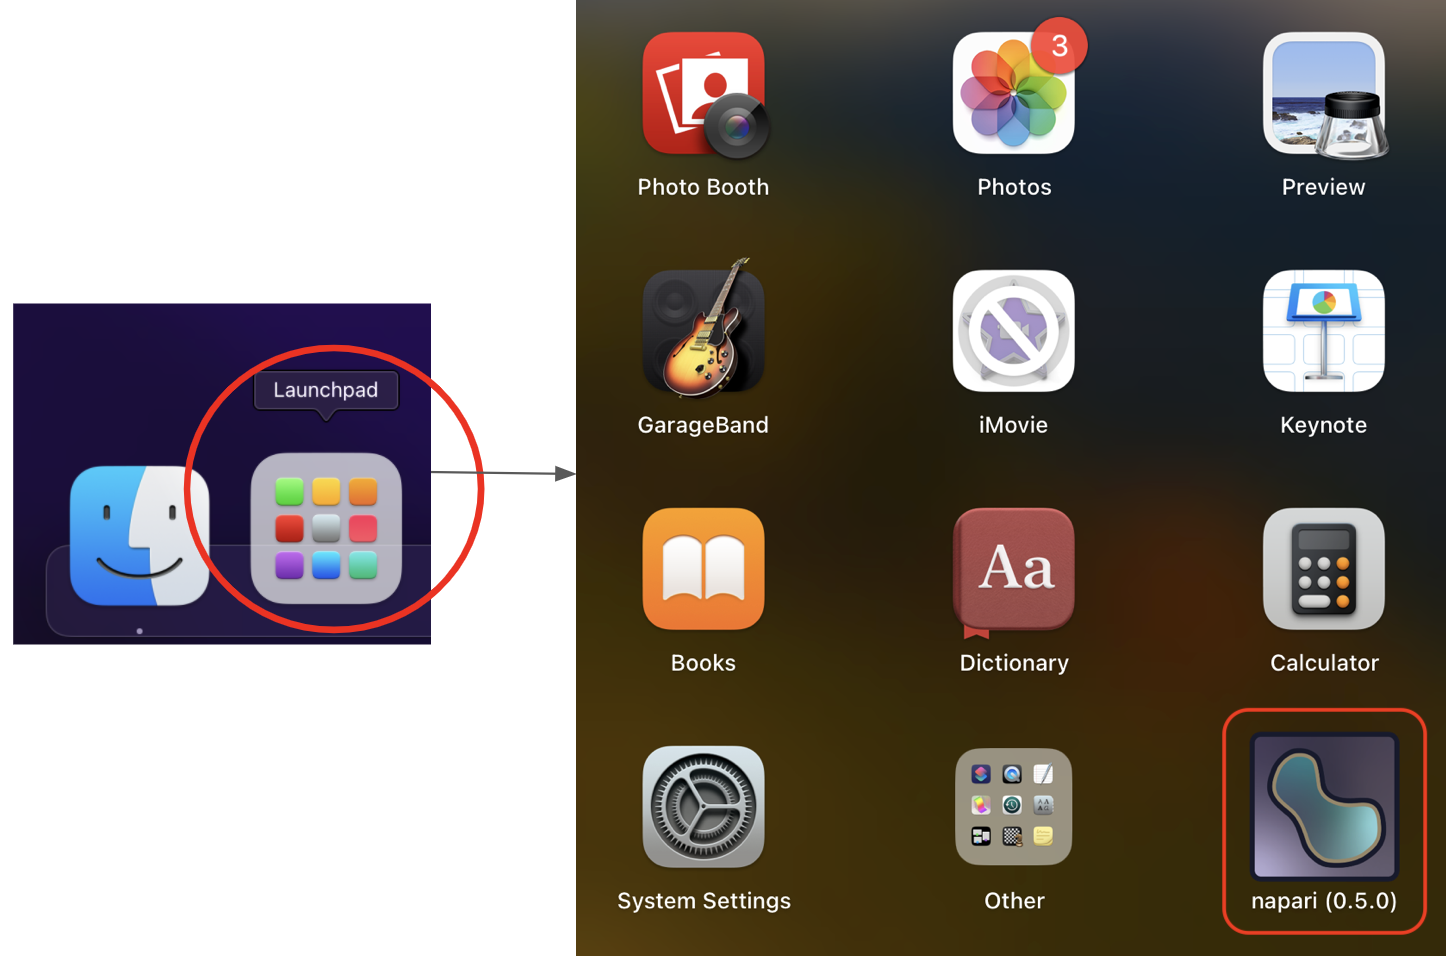 Launchpad
3
Photo Booth
Photos
Preview
GarageBand
iMovie
Keynote
Aa
Books
Dictionary
Calculator
System Settings
Other
napari (0.5.0)